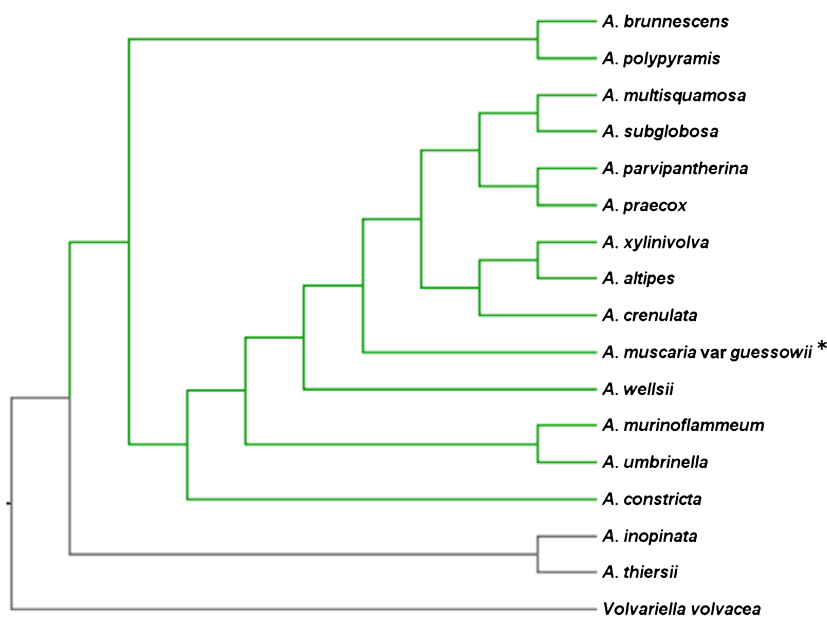 A. brunnescens
A. polypyramis
A. multisquamosa
A. subglobosa
A. parvipantherina
A. praecox
A. xylinivolva
A. altipes
A. crenulata
A. muscaria var guessowii *
A. wellsii
A. murinoflammeum
A. umbrinella
A. constricta
A. inopinata
A. thiersii
Volvariella volvacea